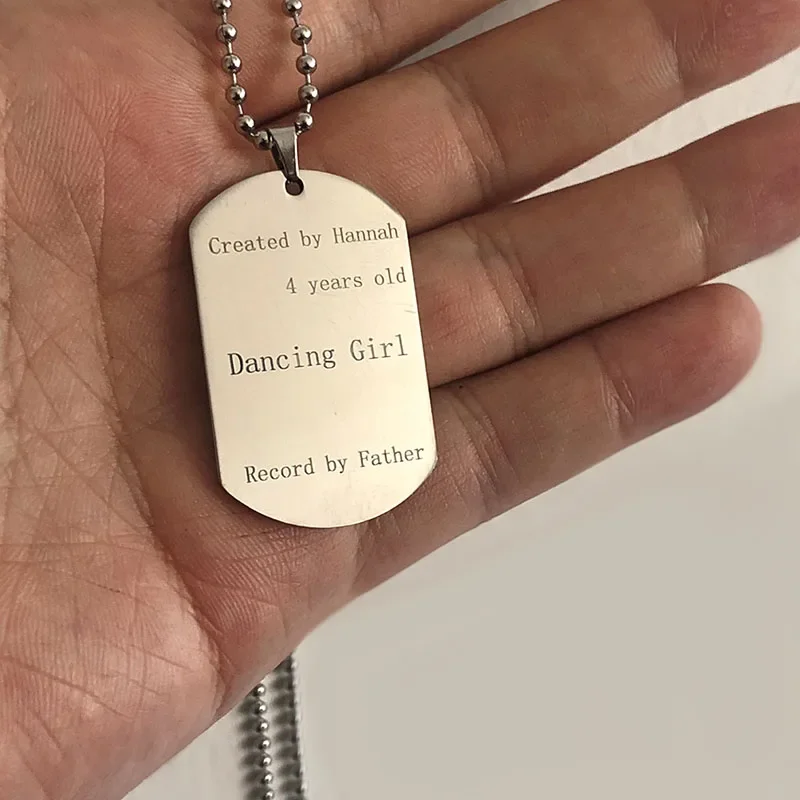 Created by Hannah
4 years old
Dancing Girl
Record by Father